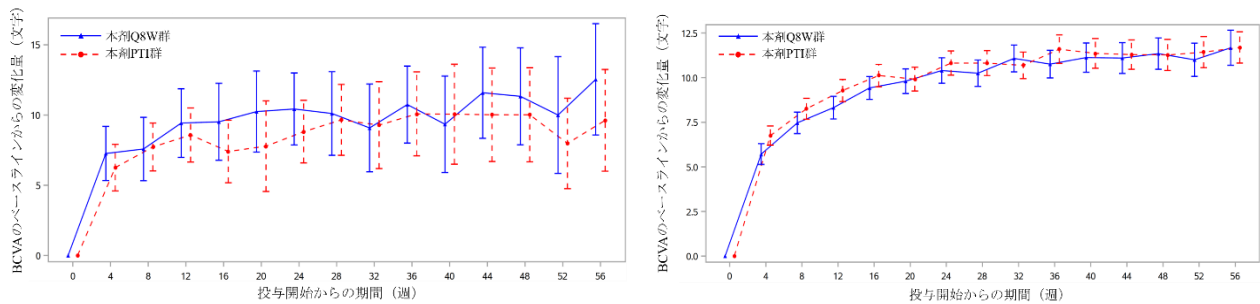 BCVAのベースラインからの変化量（文字）
本剤Q8W群
本剤PTI群
15
10
5
0
0 4 8 12 16 20 24 28 32 36 40 44 48 52 56
投与開始からの期間（週）
BCVAのベースラインからの変化量（文字）
本剤Q8W群
本剤PTI群
12.5
10.0
7.5
5.0
2.5
0.0
0 4 8 12 16 20 24 28 32 36 40 44 48 52 56
投与開始からの期間（週）